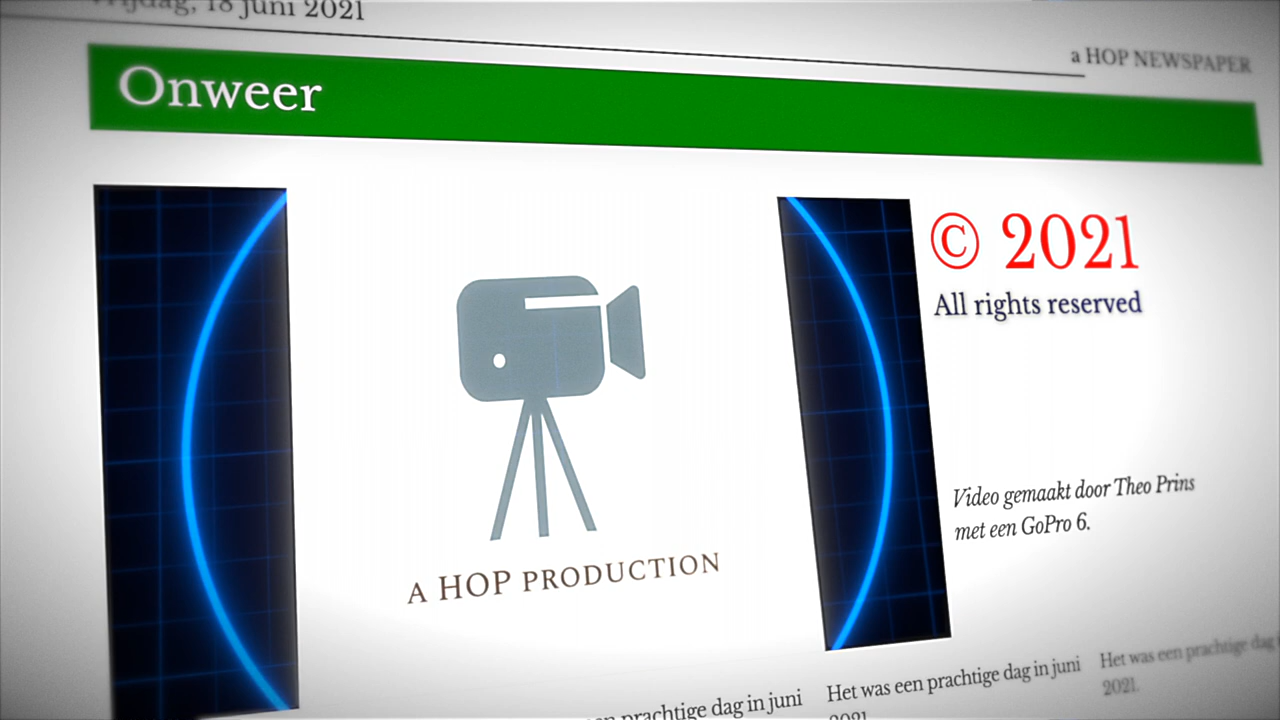 Vrijdag, 18 juni 2021
a HOP NEWSPAPER
Onweer
© 2021
All rights reserved
Video gemaakt door Theo Prins
met een GoPro 6.
A HOP PRODUCTION
prachtige dag in juni
Het was een prachtige dag in juni
2021.
Het was een prachtige dag
2021.